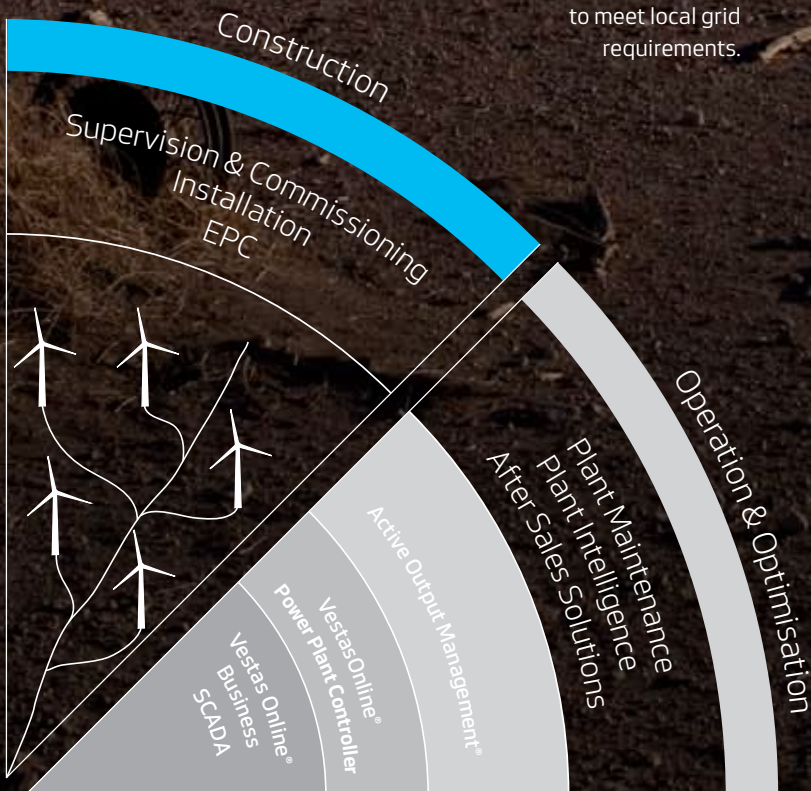 to meet local grid
requirements.
Construction
Supervision & Commissioning
Installation
EPC
Operation & Optimisation
Plant Maintenance
Plant Intelligence
After Sales Solutions
Active Output Management®
VestasOnline®
Power Plant Controller
Vestas Online®
Business
SCADA